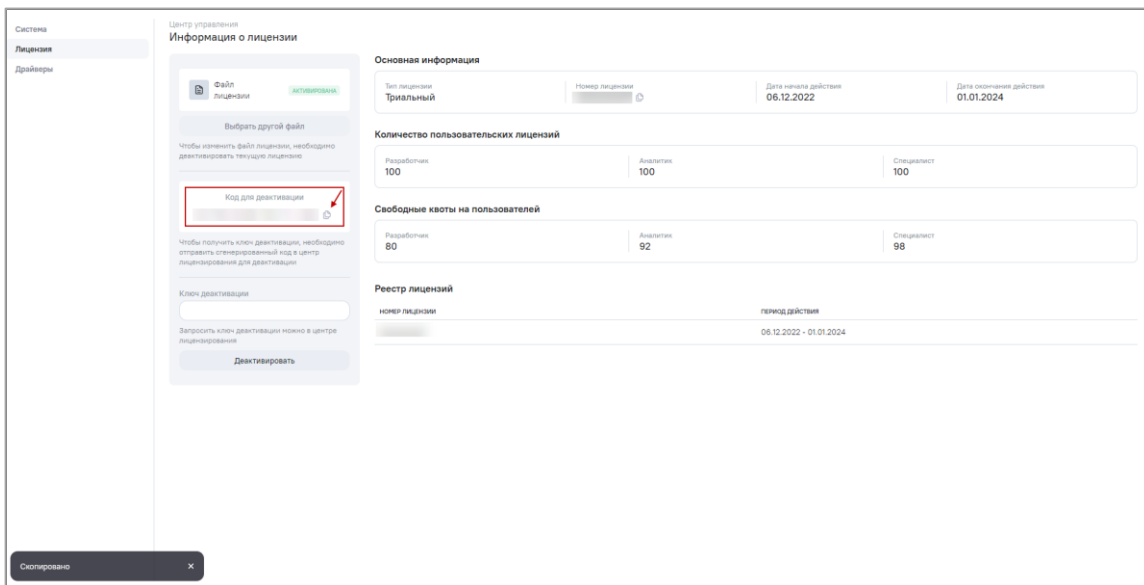 Система
Лицензия
Драйверы
Центр управления
Информация о лицензии
Файл
лицензии
АКТИВИРОВАНА
Выбрать другой файл
Чтобы изменить файл лицензии, необходимо
деактивировать текущую лицензию
Код для деактивации
Чтобы получить ключ деактивации, необходимо
отправить сгенерированный код в центр
лицензирования для деактивации
Ключ деактивации
Запросить ключ деактивации можно в центре
лицензирования
Деактивировать
Основная информация
Тип лицензии
Триальный
Номер лицензии
Дата начала действия
06.12.2022
Дата окончания действия
01.01.2024
Количество пользовательских лицензий
Разработчик
100
Аналитик
100
Специалист
100
Свободные квоты на пользователей
Разработчик
80
Аналитик
92
Специалист
98
Реестр лицензий
НОМЕР ЛИЦЕНЗИИ
ПЕРИОД ДЕЙСТВИЯ
06.12.2022 - 01.01.2024
Скопировано